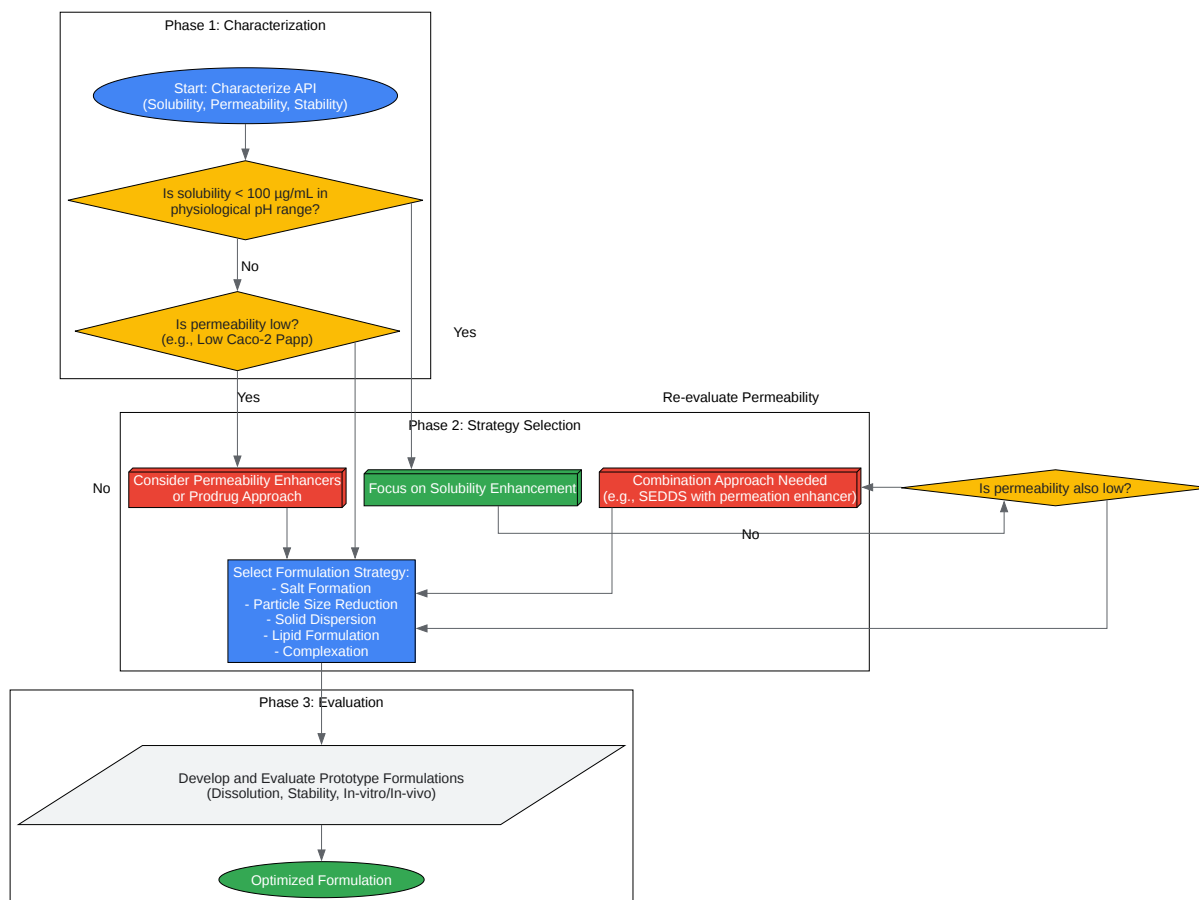 Phase 1: Characterization
Start: Characterize API
(Solubility, Permeability, Stability)
Is solubility < 100 µg/mL in
physiological pH range?
No
Is permeability low?
(e.g., Low Caco-2 Papp)
Yes
Yes
Re-evaluate Permeability
Phase 2: Strategy Selection
No
Consider Permeability Enhancers
or Prodrug Approach
Focus on Solubility Enhancement
Combination Approach Needed
(e.g., SEDDS with permeation enhancer)
Is permeability also low?
No
Select Formulation Strategy:
- Salt Formation
- Particle Size Reduction
- Solid Dispersion
- Lipid Formulation
- Complexation
Phase 3: Evaluation
Develop and Evaluate Prototype Formulations
(Dissolution, Stability, In-vitro/In-vivo)
Optimized Formulation